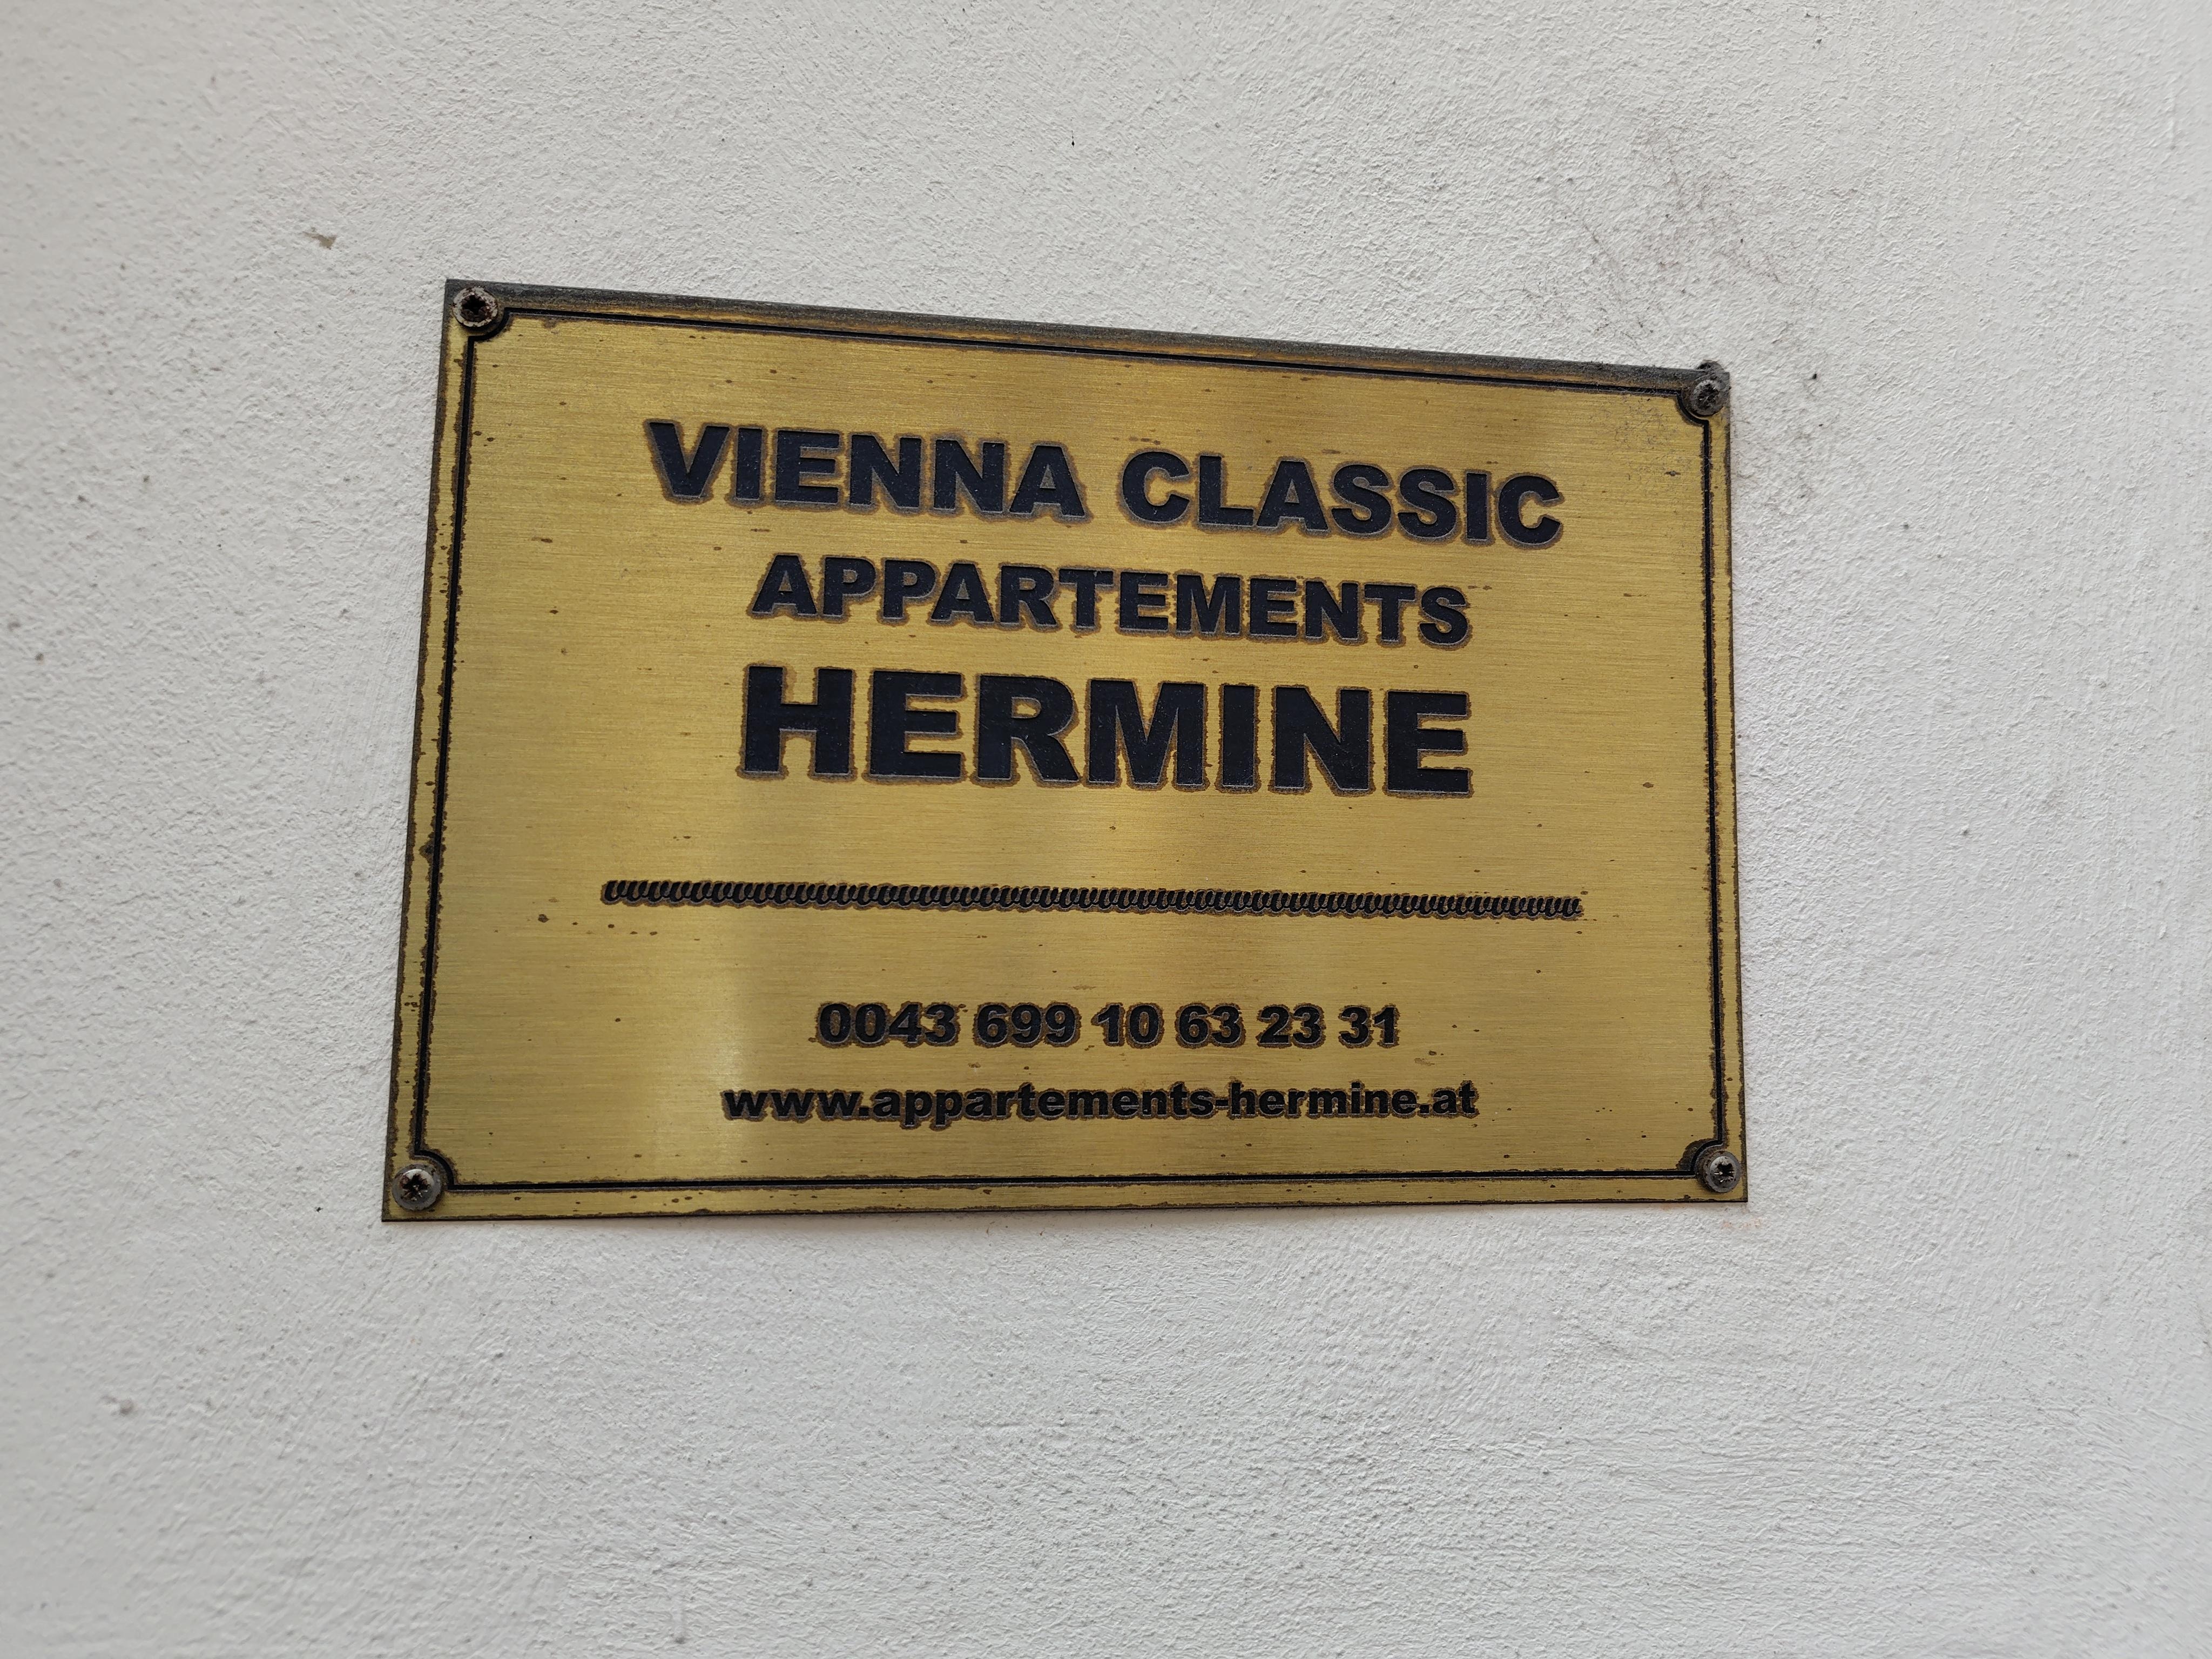 VIENNA CLASSIC
APPARTEMENTS
HERMINE
0043 699 10 63 23 31
www.appartements-hermine.at